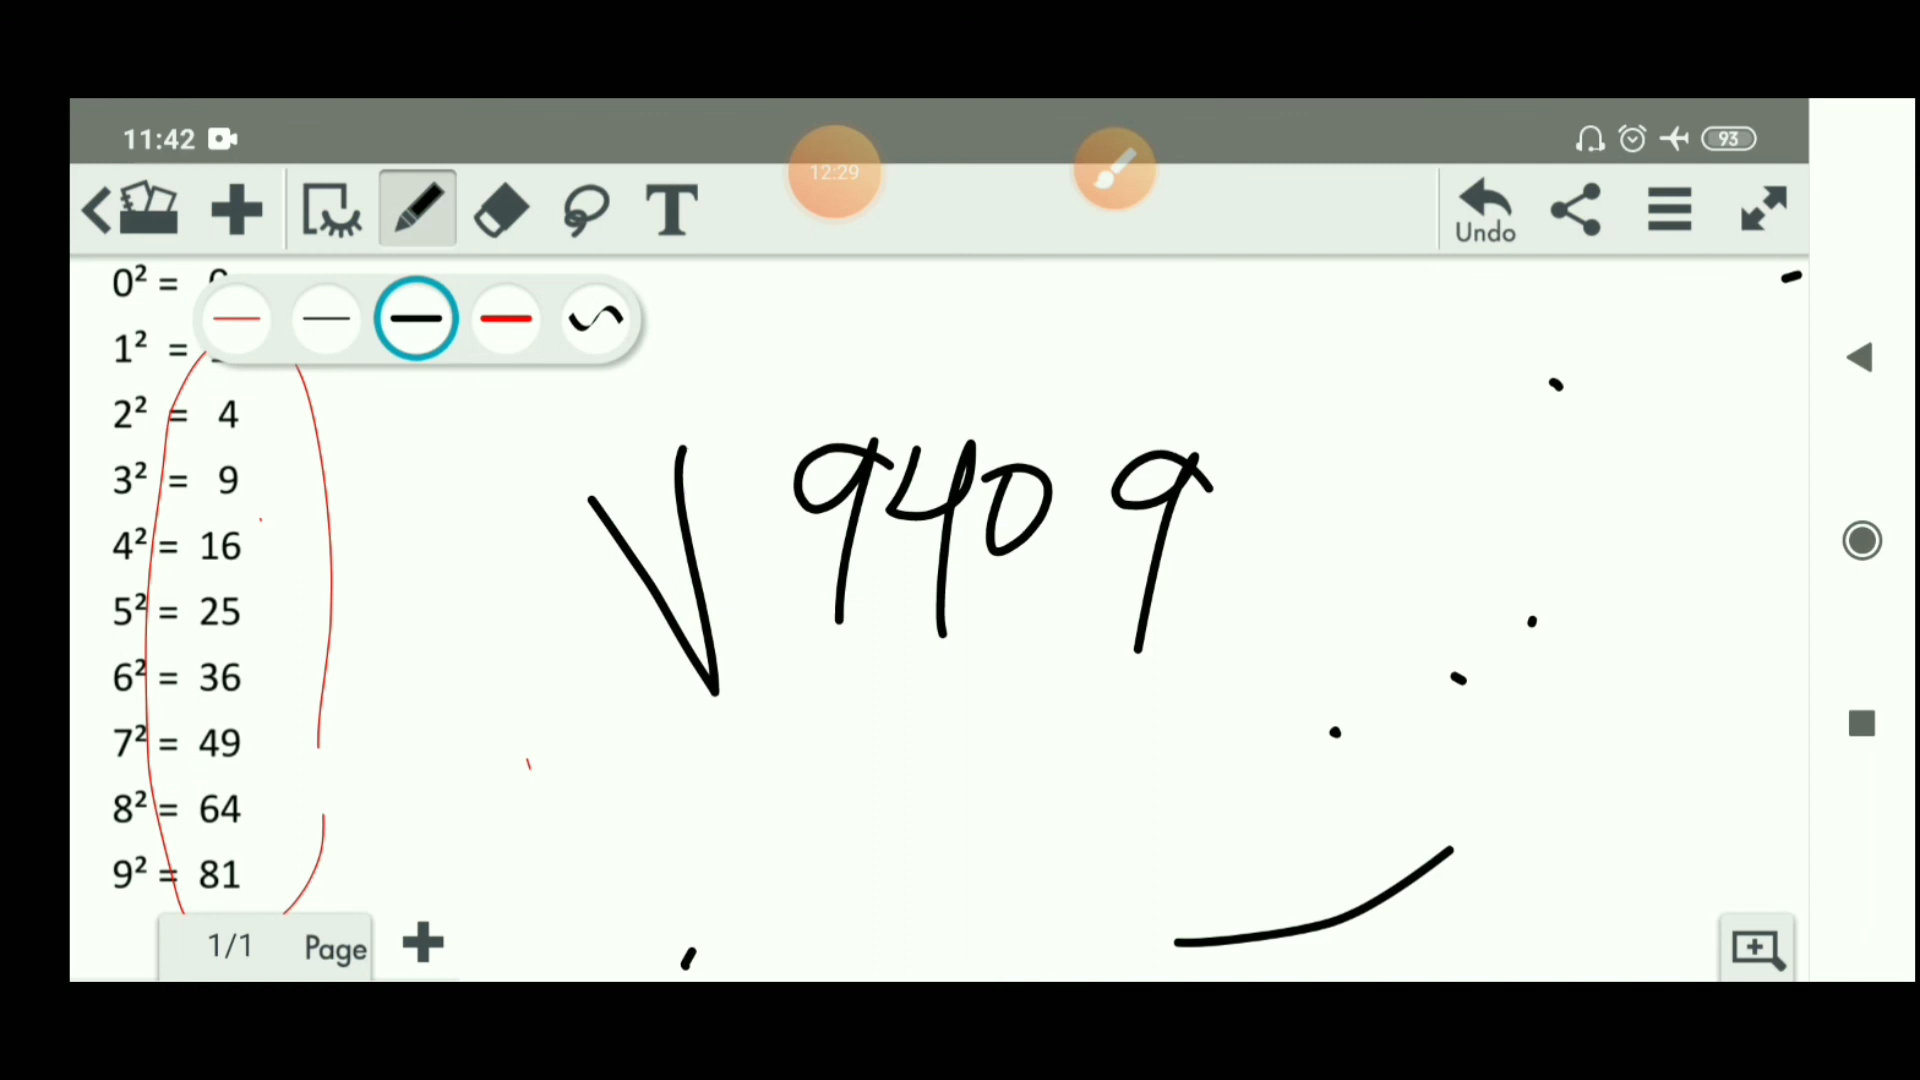 11:42
12:29
93
Undo
0² =
1² =
2² = 4
3² = 9
4² = 16
5² = 25
6² = 36
7² = 49
8² = 64
9² = 81
√ 9409
1/1 Page